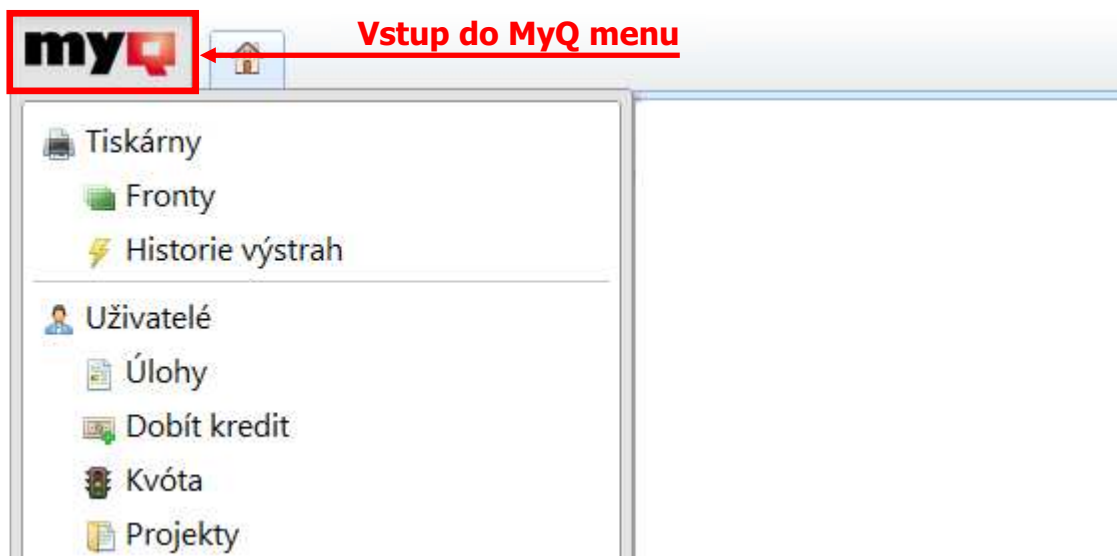 myQ
Vstup do MyQ menu
Tiskárny
Fronty
Historie výstrah
Uživatelé
Úlohy
Dobít kredit
Kvóta
Projekty